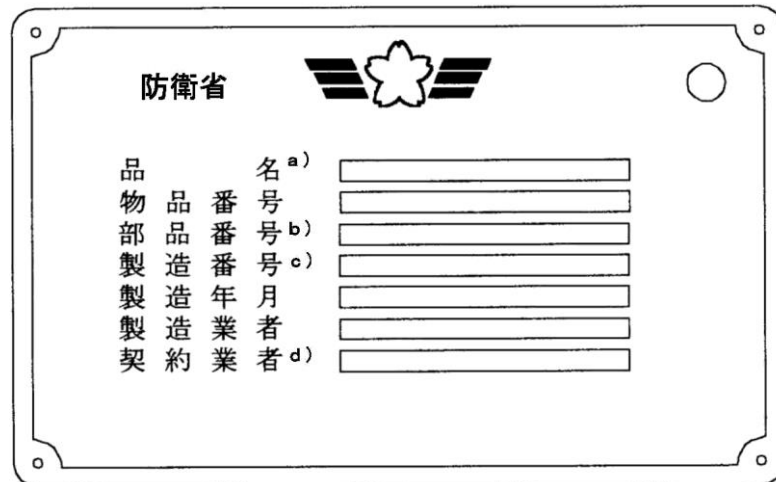 防衛省
品名a)
物品番号
部品番号b)
製造番号c)
製造年月
製造業者
契約業者d)